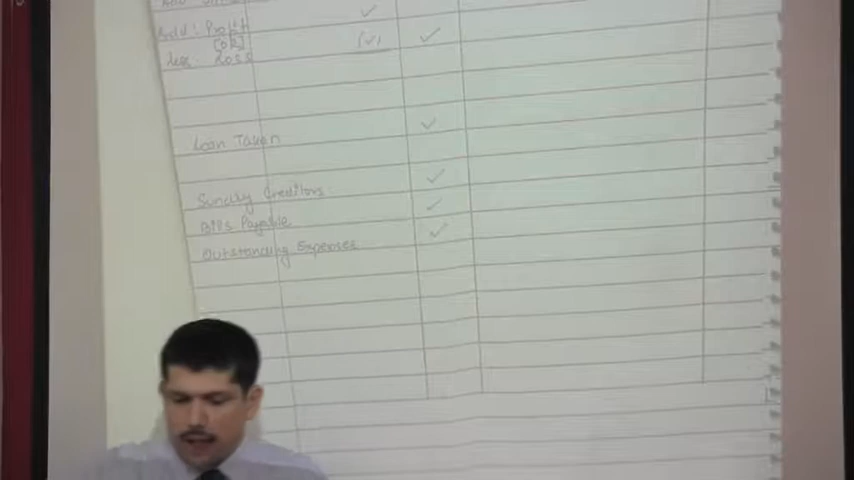 Add: Profit ✓
[or] (✓) ✓
Less: Loss
Loan Taken ✓
Sundry Creditors ✓
Bills Payable ✓
Outstanding Expenses ✓